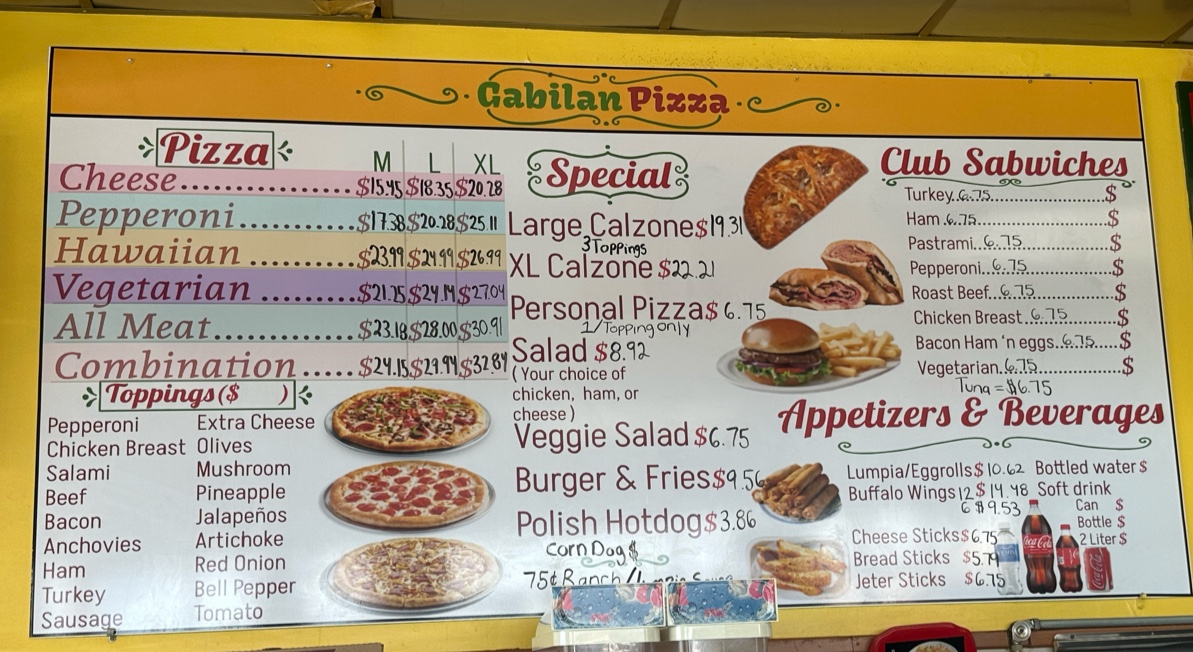 Gabilan Pizza
Pizza
M L XL
Cheese............... $15.45 $18.35 $20.28
Pepperoni.......... $17.38 $20.28 $25.11
Hawaiian .......... $23.99 $24.99 $26.99
Vegetarian ......... $21.25 $24.14 $27.04
All Meat............. $23.18 $28.00 $30.91
Combination..... $24.15 $29.94 $32.84
Toppings($ )
Pepperoni
Chicken Breast
Salami
Beef
Bacon
Anchovies
Ham
Turkey
Sausage
Extra Cheese
Olives
Mushroom
Pineapple
Jalapeños
Artichoke
Red Onion
Bell Pepper
Tomato
Special
Large Calzone $19.31
3 Toppings
XL Calzone $22.21
Personal Pizza $ 6.75
1/Topping only
Salad $8.92
(Your choice of
chicken, ham, or
cheese)
Veggie Salad $6.75
Burger & Fries $9.56
Polish Hotdog $3.86
Corn Dog $
75¢ Ranch /
Club Sabwiches
Turkey 6.75 $
Ham 6.75 $
Pastrami 6.75 $
Pepperoni 6.75 $
Roast Beef 6.75 $
Chicken Breast 6.75 $
Bacon Ham 'n eggs 6.75 $
Vegetarian 6.75 $
Tuna = $6.75
Appetizers & Beverages
Lumpia/Eggrolls $ 10.62
Buffalo Wings 12 $ 14.48
6 $ 9.53
Cheese Sticks $ 6.75
Bread Sticks $5.79
Jeter Sticks $6.75
Bottled water $
Soft drink
Can $
Bottle $
2 Liter $
Coca-Cola